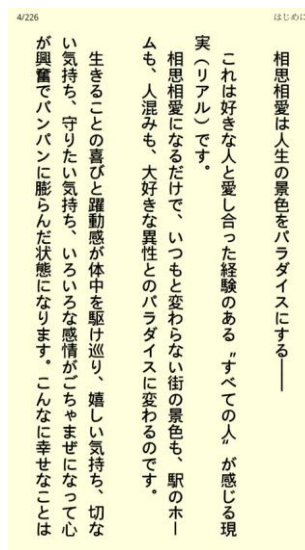 4/226
はじめに
相思相愛は人生の景色をパラダイスにする――
これは好きな人と愛し合った経験のある〝すべての人〟が感じる現
実（リアル）です。
相思相愛になるだけで、いつもと変わらない街の景色も、駅のホー
ムも、人混みも、大好きな異性とのパラダイスに変わるのです。
生きることの喜びと躍動感が体中を駆け巡り、嬉しい気持ち、切な
い気持ち、守りたい気持ち、いろいろな感情がごちゃまぜになって心
が興奮でパンパンに膨らんだ状態になります。こんなに幸せなことは